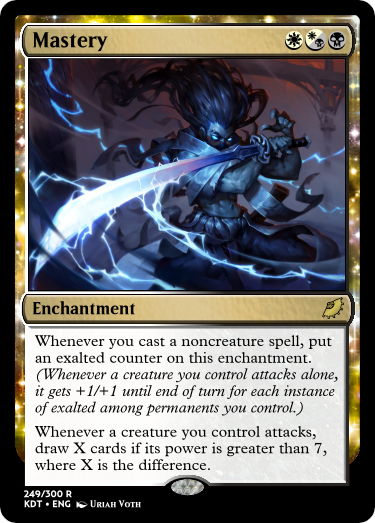 Mastery
Enchantment
Whenever you cast a noncreature spell, put
an exalted counter on this enchantment.
(Whenever a creature you control attacks alone,
it gets +1/+1 until end of turn for each instance
of exalted among permanents you control.)
Whenever a creature you control attacks,
draw X cards if its power is greater than 7,
where X is the difference.
249/300 R
KDT • ENG Uriah Voth